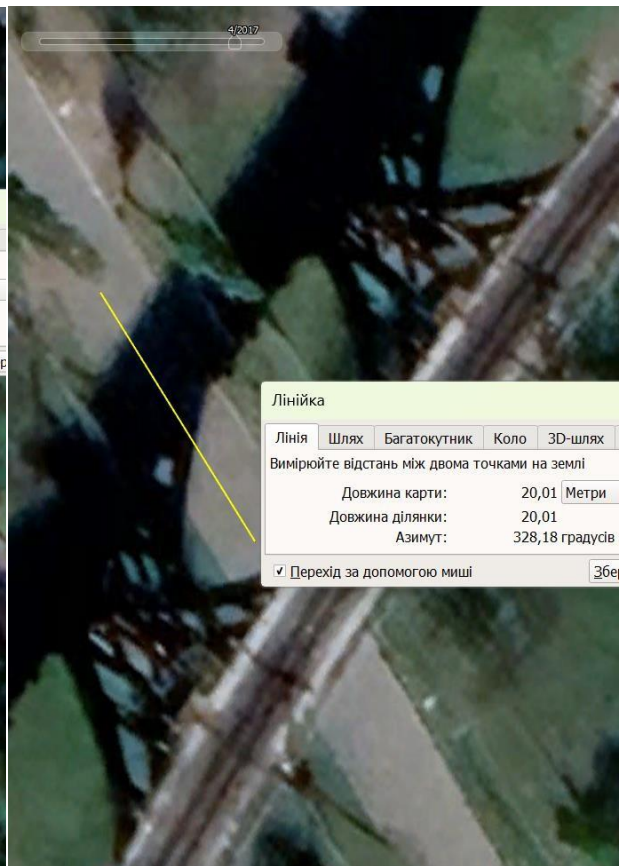 4/2017
Лінійка
Лінія Шлях Багатокутник Коло 3D-шлях
Вимірюйте відстань між двома точками на землі
Довжина карти: 20,01 Метри
Довжина ділянки: 20,01
Азимут: 328,18 градусів
Перехід за допомогою миші Збер